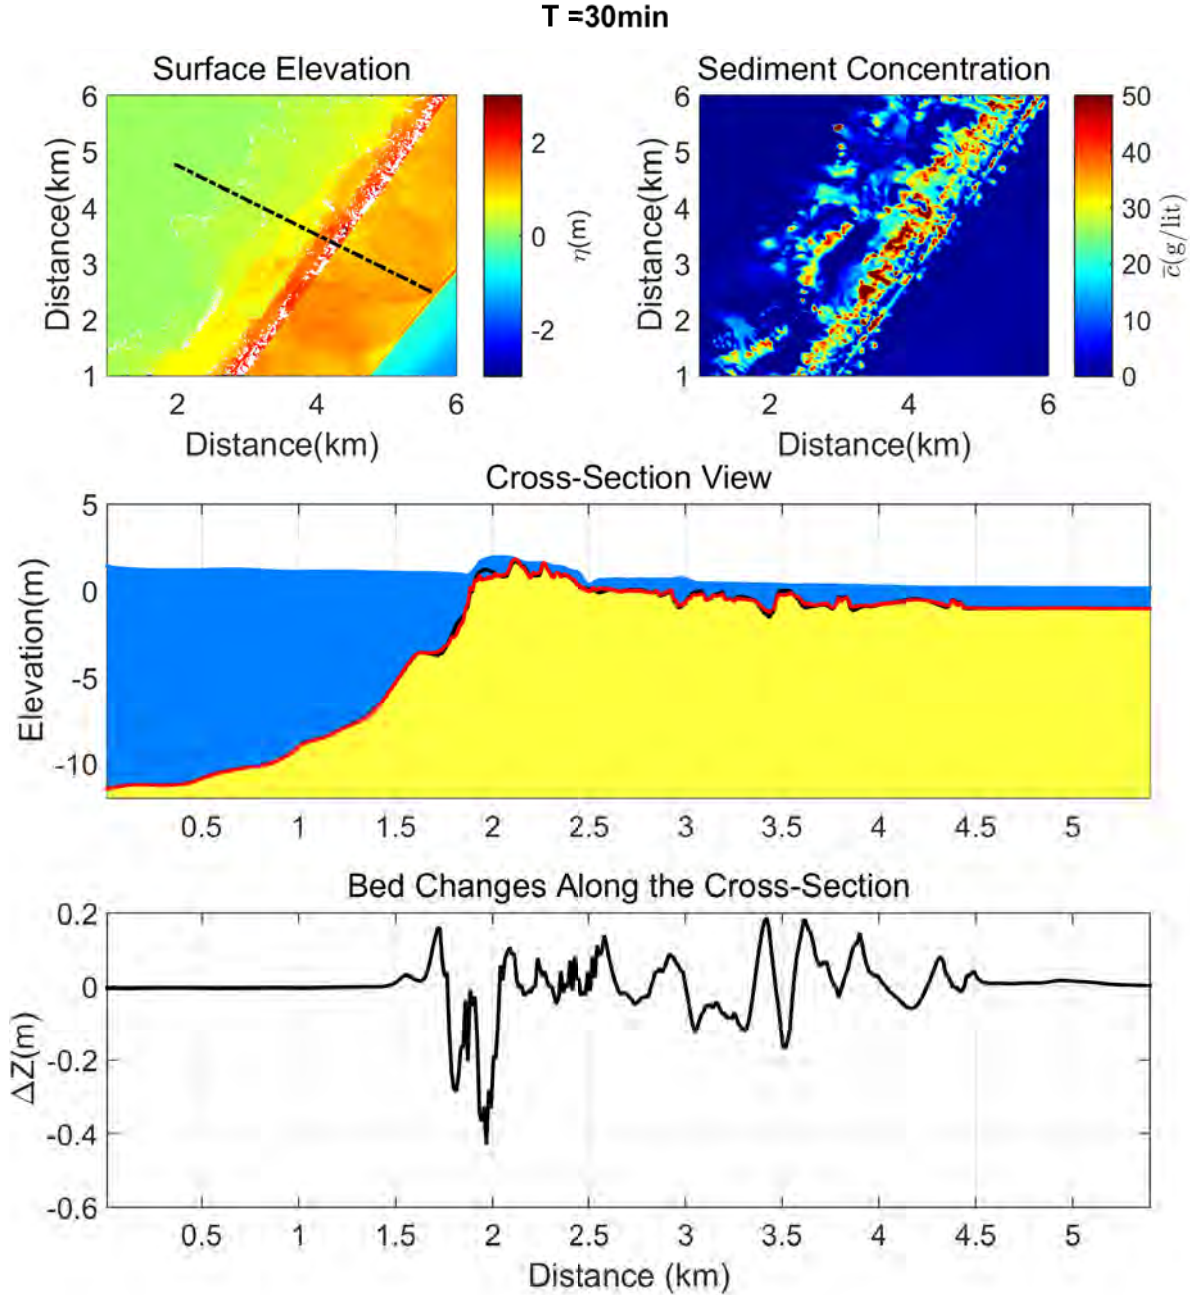 T =30min
Surface Elevation
Sediment Concentration
6
5
4
3
2
1
Distance(km)
2 4 6
Distance(km)
2
0
-2
η(m)
6
5
4
3
2
1
Distance(km)
2 4 6
Distance(km)
50
40
30
20
10
0
c̅(g/lit)
Cross-Section View
5
0
-5
-10
Elevation(m)
0.5 1 1.5 2 2.5 3 3.5 4 4.5 5
Bed Changes Along the Cross-Section
0.2
0
-0.2
-0.4
-0.6
ΔZ(m)
0.5 1 1.5 2 2.5 3 3.5 4 4.5 5
Distance (km)